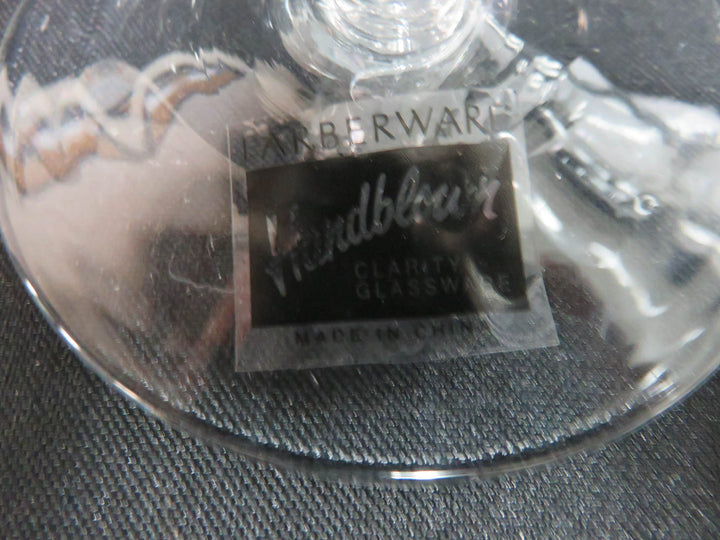 FARBERWARE
Handblown
CLARITY
GLASSWARE
MADE IN CHINA